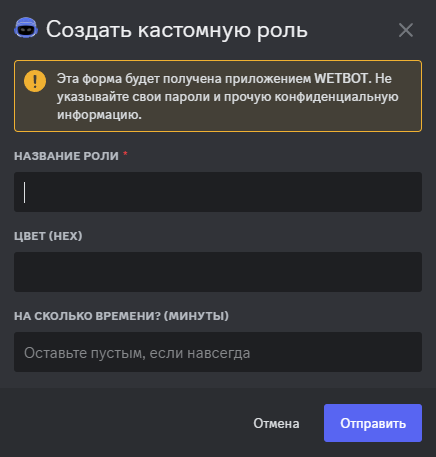 Создать кастомную роль
Эта форма будет получена приложением WETBOT. Не
указывайте свои пароли и прочую конфиденциальную
информацию.
НАЗВАНИЕ РОЛИ *
ЦВЕТ (HEX)
НА СКОЛЬКО ВРЕМЕНИ? (МИНУТЫ)
Оставьте пустым, если навсегда
Отмена
Отправить